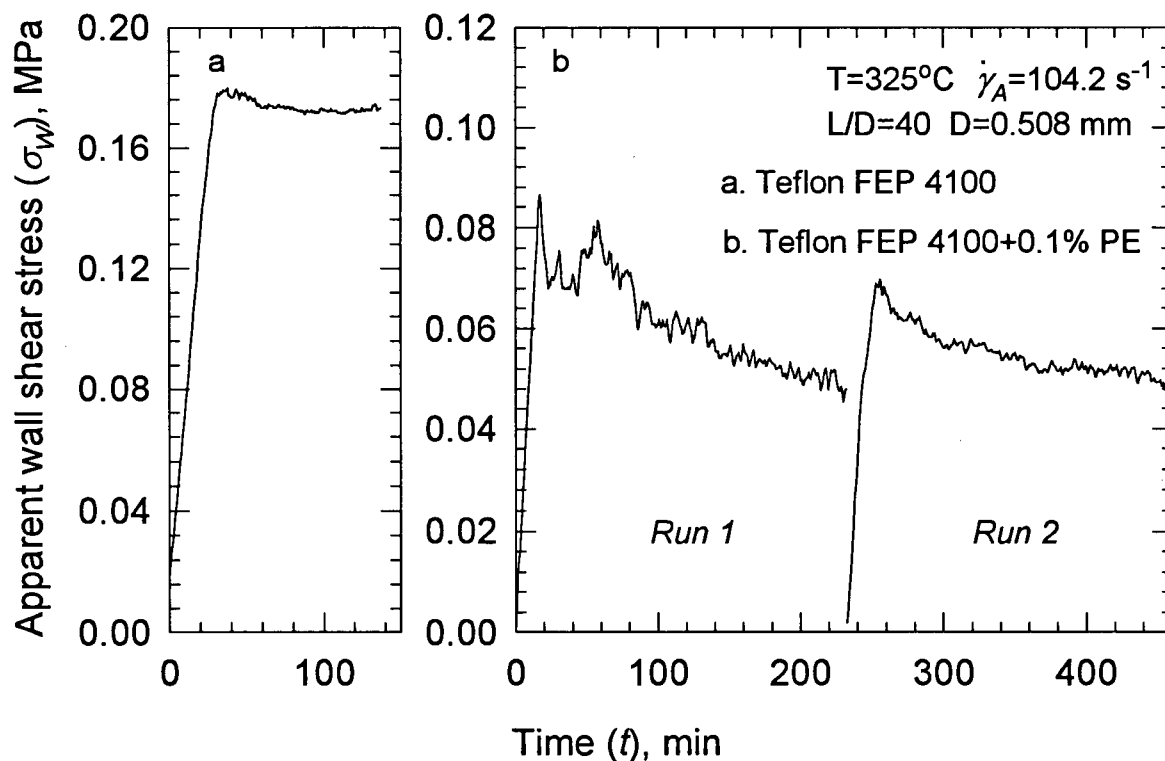 Apparent wall shear stress (σW), MPa
0.20
0.16
0.12
0.08
0.04
0.00
a
0 100
0.12
0.10
0.08
0.06
0.04
0.02
0.00
b
T=325°C γ̇A=104.2 s⁻¹
L/D=40 D=0.508 mm
a. Teflon FEP 4100
b. Teflon FEP 4100+0.1% PE
Run 1 Run 2
0 100 200 300 400
Time (t), min